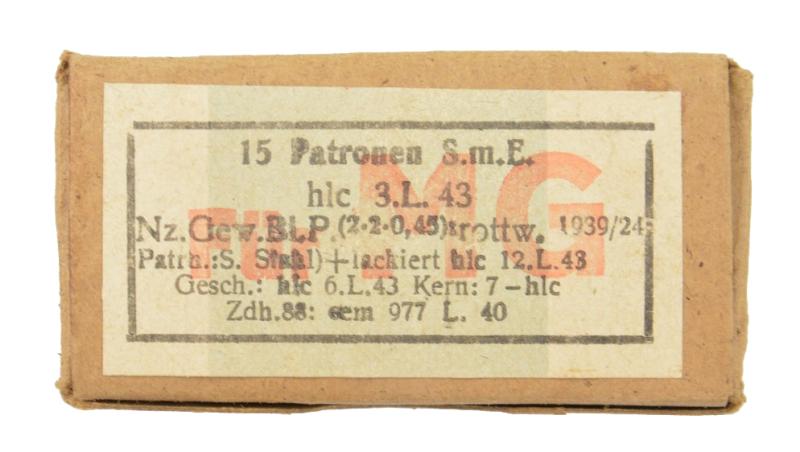 15 Patronen S.m.E.
hlc 3.L. 43
Nz.Gew.Bl.P.(2·2·0,45):rottw. 1939/24
Patrh.:S. Stahl)+lackiert hlc 12.L.43
Gesch.: hlc 6.L.43 Kern: 7-hlc
Zdh.88: oem 977 L. 40
Für MG